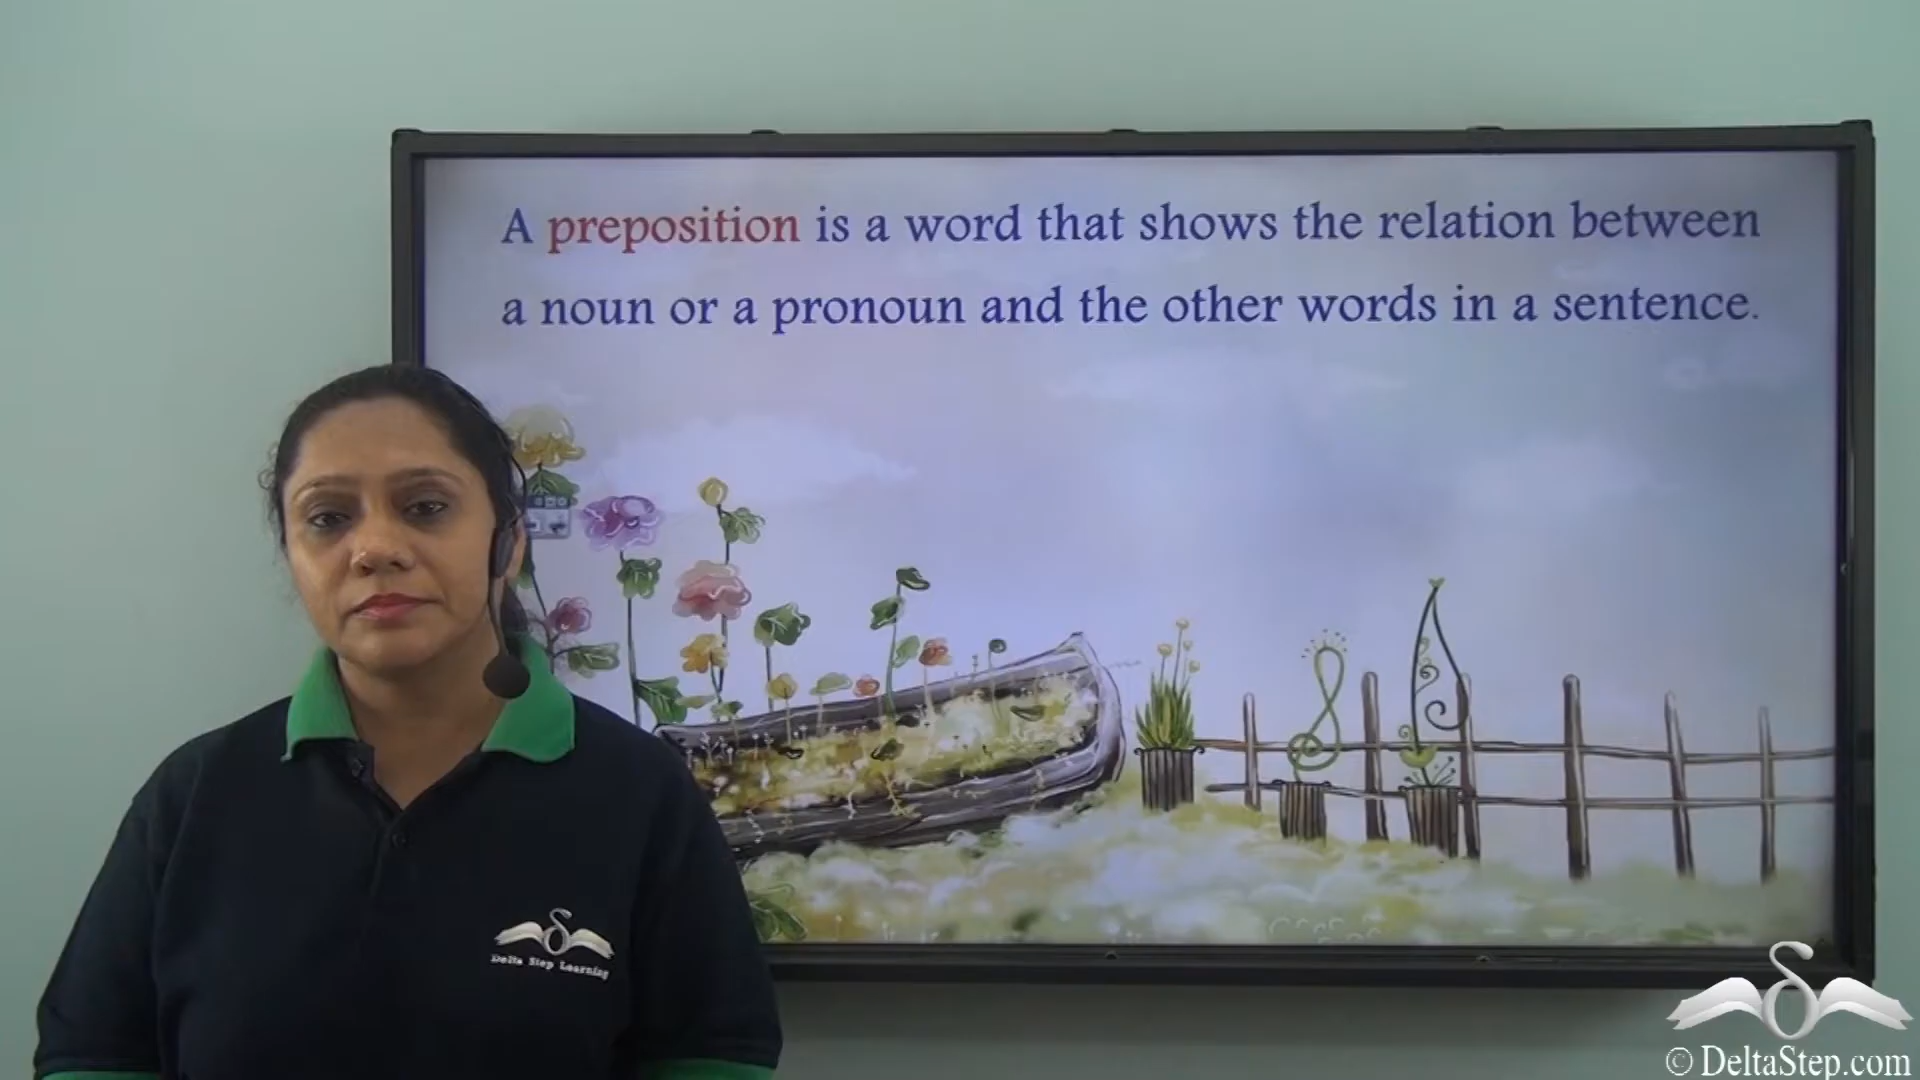 A preposition is a word that shows the relation between
a noun or a pronoun and the other words in a sentence.
Delta Step Learning
© DeltaStep.com